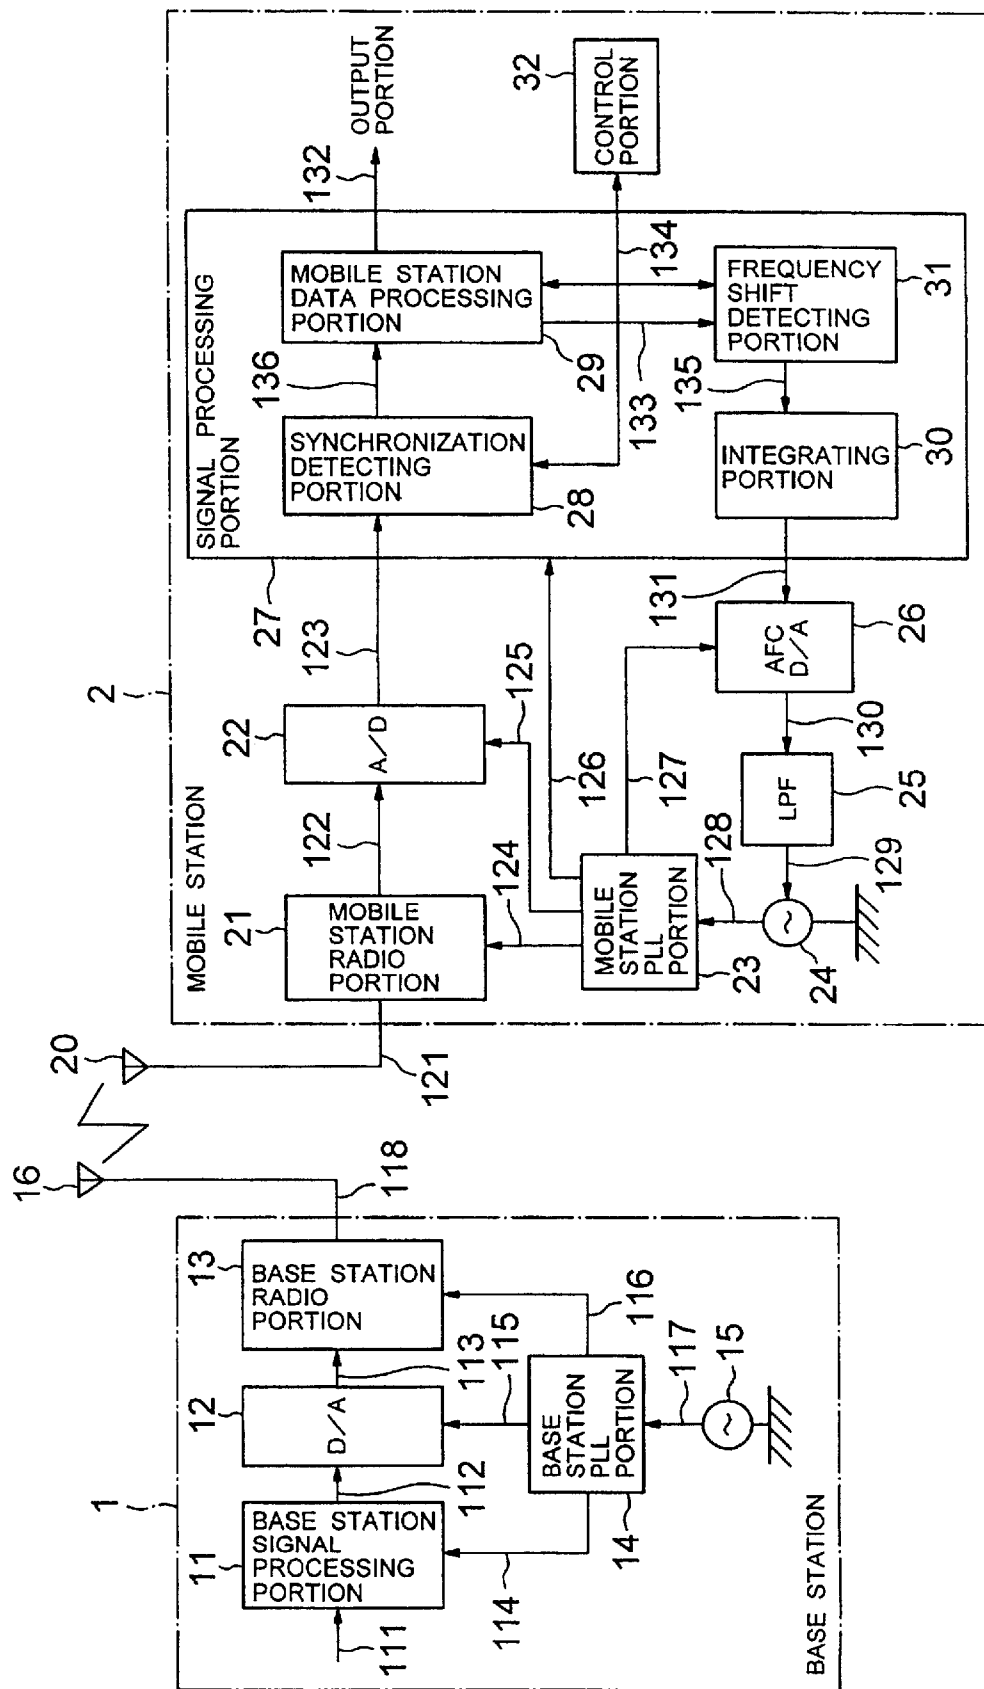 1
BASE STATION
111
11
BASE STATION
SIGNAL
PROCESSING
PORTION
112
12
D/A
113
13
BASE STATION
RADIO
PORTION
118
16
114
115
116
BASE
STATION
PLL
PORTION
14
117
15
20
121
2
MOBILE STATION
21
MOBILE
STATION
RADIO
PORTION
122
22
A/D
123
27
SIGNAL PROCESSING
PORTION
SYNCHRONIZATION
DETECTING
PORTION
28
136
MOBILE STATION
DATA PROCESSING
PORTION
29
132
OUTPUT
PORTION
124
125
126
127
MOBILE
STATION
PLL
PORTION
23
128
24
129
LPF
25
130
AFC
D/A
26
131
INTEGRATING
PORTION
30
135
FREQUENCY
SHIFT
DETECTING
PORTION
31
133
134
32
CONTROL
PORTION